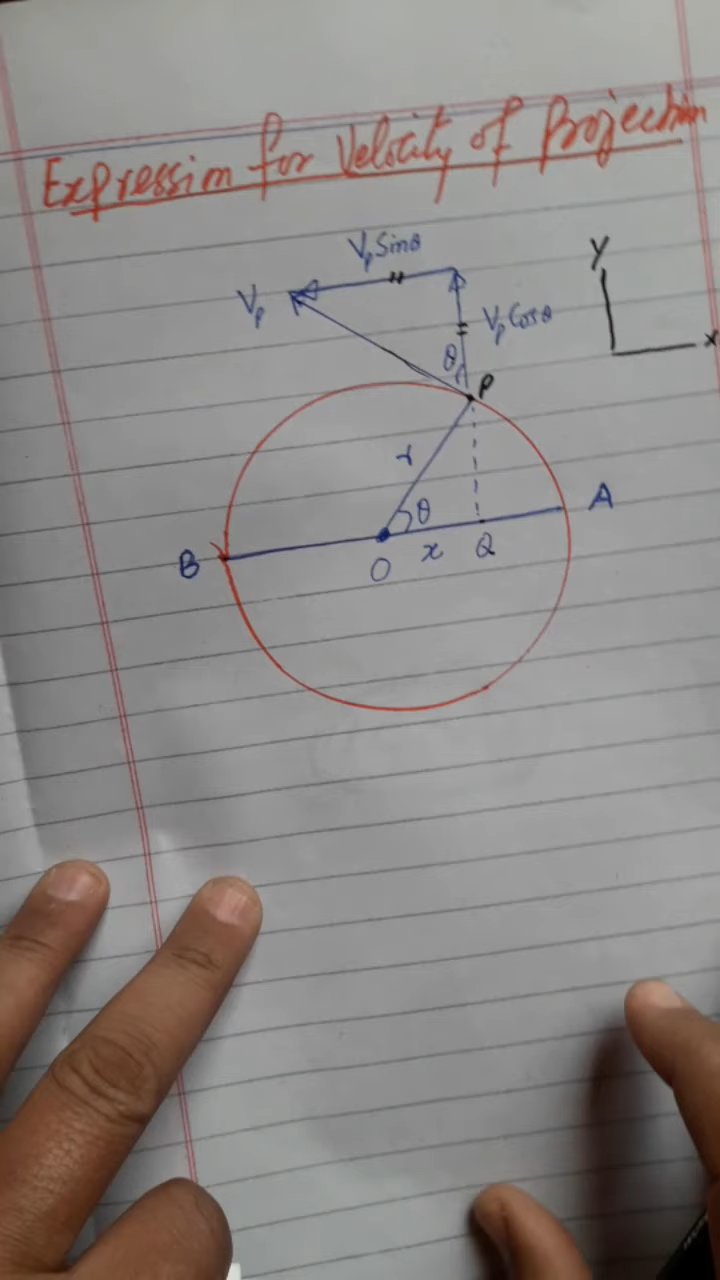 Expression for Velocity of Projection
VpSinθ
Y
Vp
VpCosθ
x
θ
P
r
θ
A
B
O
x
Q